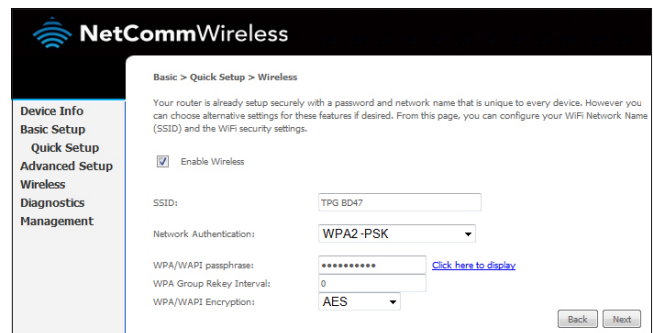 NetCommWireless
Basic > Quick Setup > Wireless
Your router is already setup securely with a password and network name that is unique to every device. However you
can choose alternative settings for these features if desired. From this page, you can configure your WiFi Network Name
(SSID) and the WiFi security settings.
Device Info
Basic Setup
Quick Setup
Advanced Setup
Wireless
Diagnostics
Management
Enable Wireless
SSID: TPG BD47
Network Authentication: WPA2-PSK
WPA/WAPI passphrase: •••••••••• Click here to display
WPA Group Rekey Interval: 0
WPA/WAPI Encryption: AES
Back Next